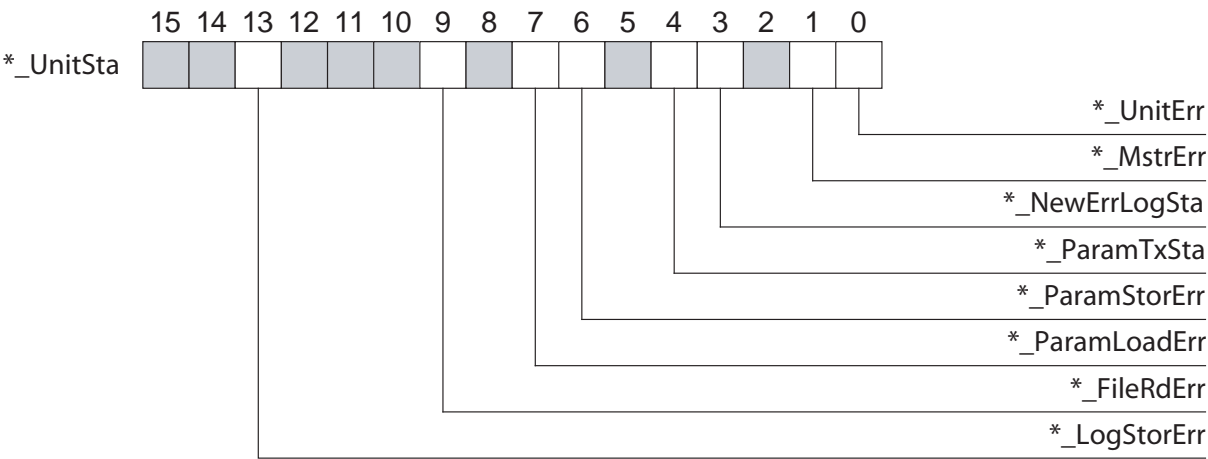 15 14 13 12 11 10 9 8 7 6 5 4 3 2 1 0
*_UnitSta
*_UnitErr
*_MstrErr
*_NewErrLogSta
*_ParamTxSta
*_ParamStorErr
*_ParamLoadErr
*_FileRdErr
*_LogStorErr